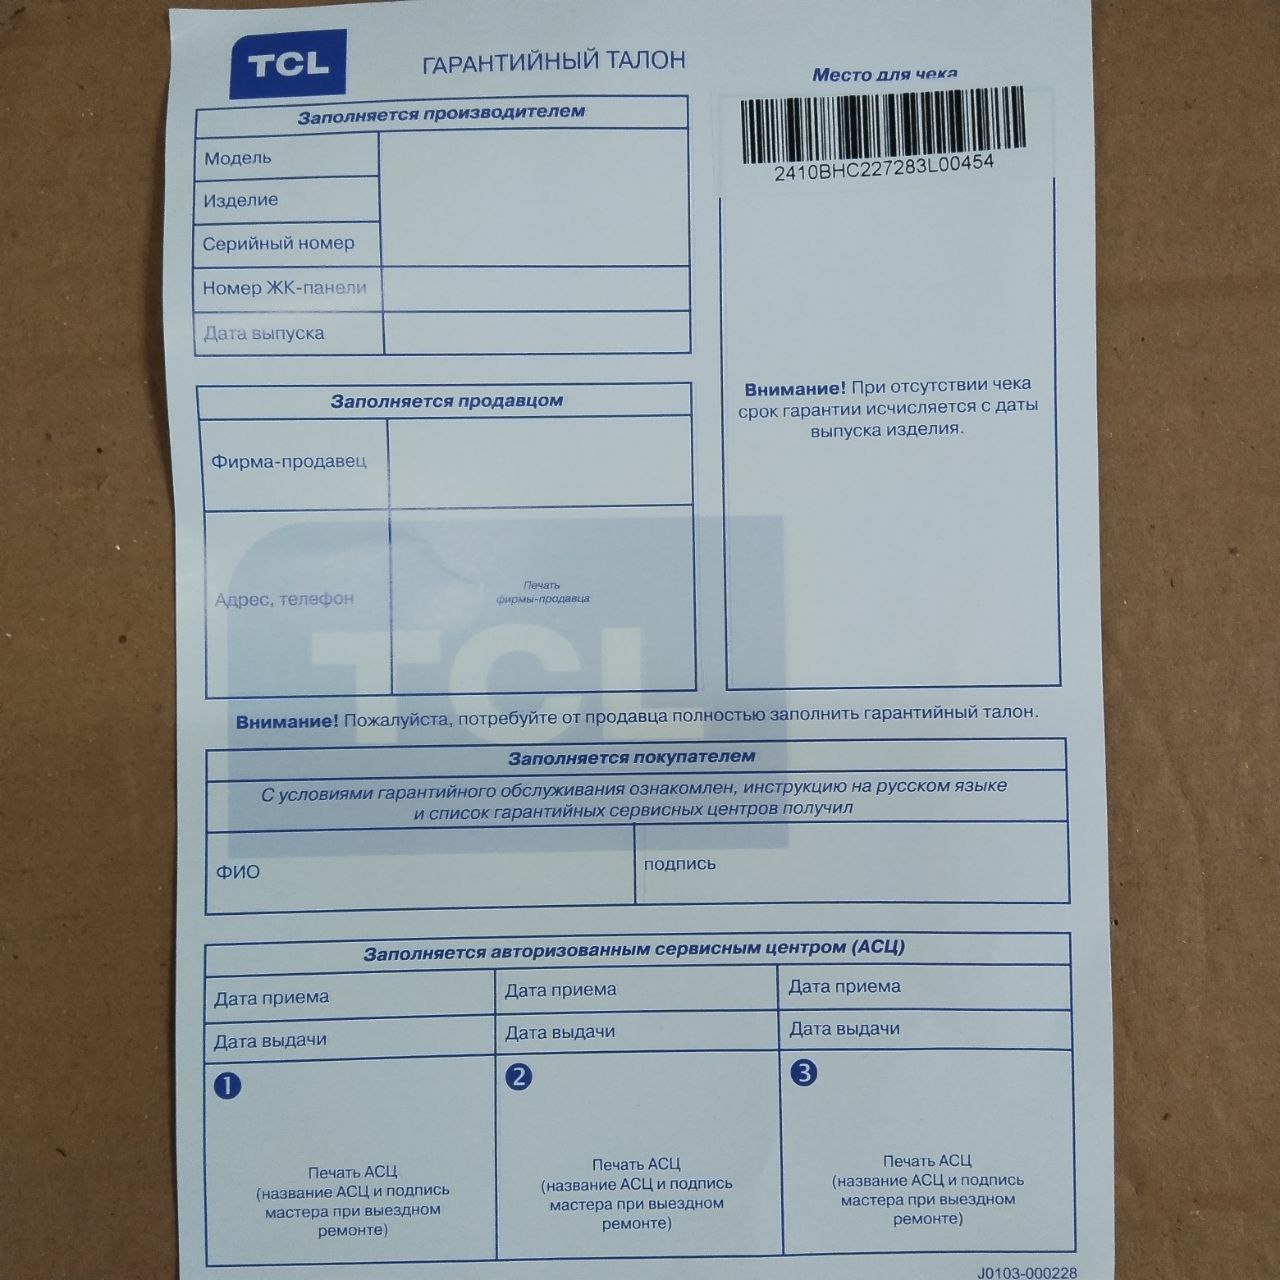 TCL
ГАРАНТИЙНЫЙ ТАЛОН
Место для чека
2410BHC227283L00454
Заполняется производителем
Модель
Изделие
Серийный номер
Номер ЖК-панели
Дата выпуска
Внимание! При отсутствии чека
срок гарантии исчисляется с даты
выпуска изделия.
Заполняется продавцом
Фирма-продавец
Адрес, телефон
Печать
фирмы-продавца
TCL
Внимание! Пожалуйста, потребуйте от продавца полностью заполнить гарантийный талон.
Заполняется покупателем
С условиями гарантийного обслуживания ознакомлен, инструкцию на русском языке
и список гарантийных сервисных центров получил
ФИО
подпись
Заполняется авторизованным сервисным центром (АСЦ)
Дата приема
Дата приема
Дата приема
Дата выдачи
Дата выдачи
Дата выдачи
1
2
3
Печать АСЦ
(название АСЦ и подпись
мастера при выездном
ремонте)
Печать АСЦ
(название АСЦ и подпись
мастера при выездном
ремонте)
Печать АСЦ
(название АСЦ и подпись
мастера при выездном
ремонте)
J0103-000228